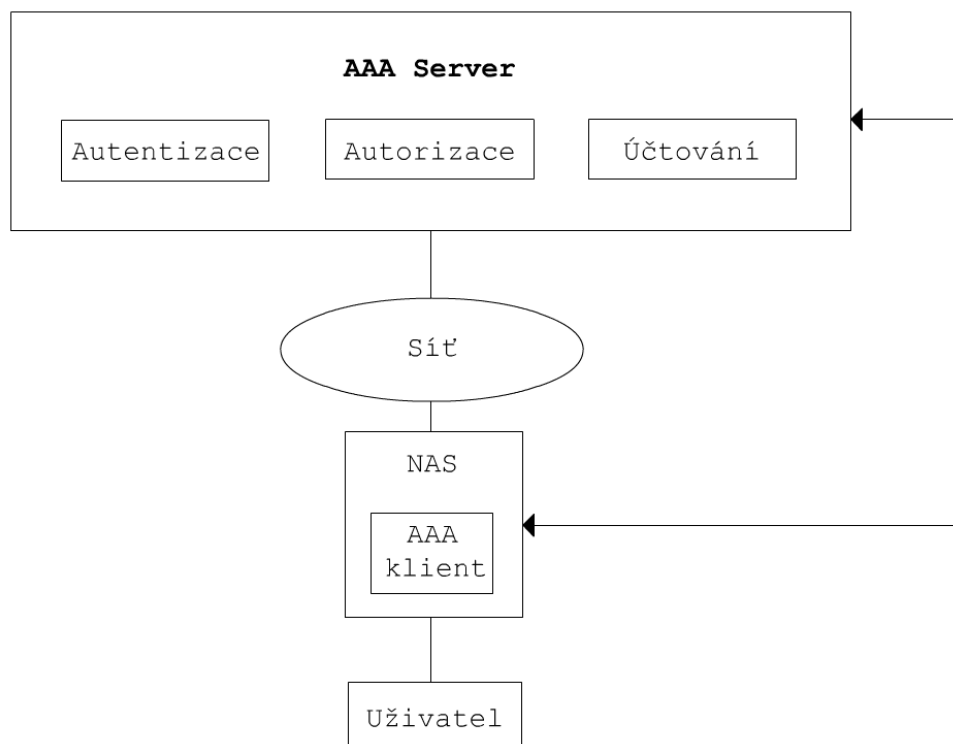 AAA Server
Autentizace
Autorizace
Účtování
Síť
NAS
AAA
klient
Uživatel